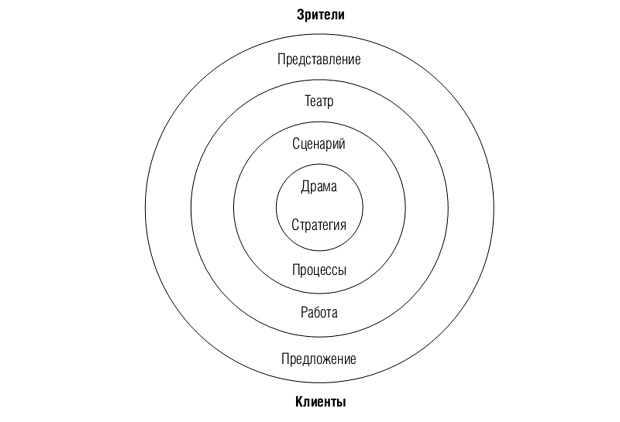 Зрители
Представление
Театр
Сценарий
Драма
Стратегия
Процессы
Работа
Предложение
Клиенты